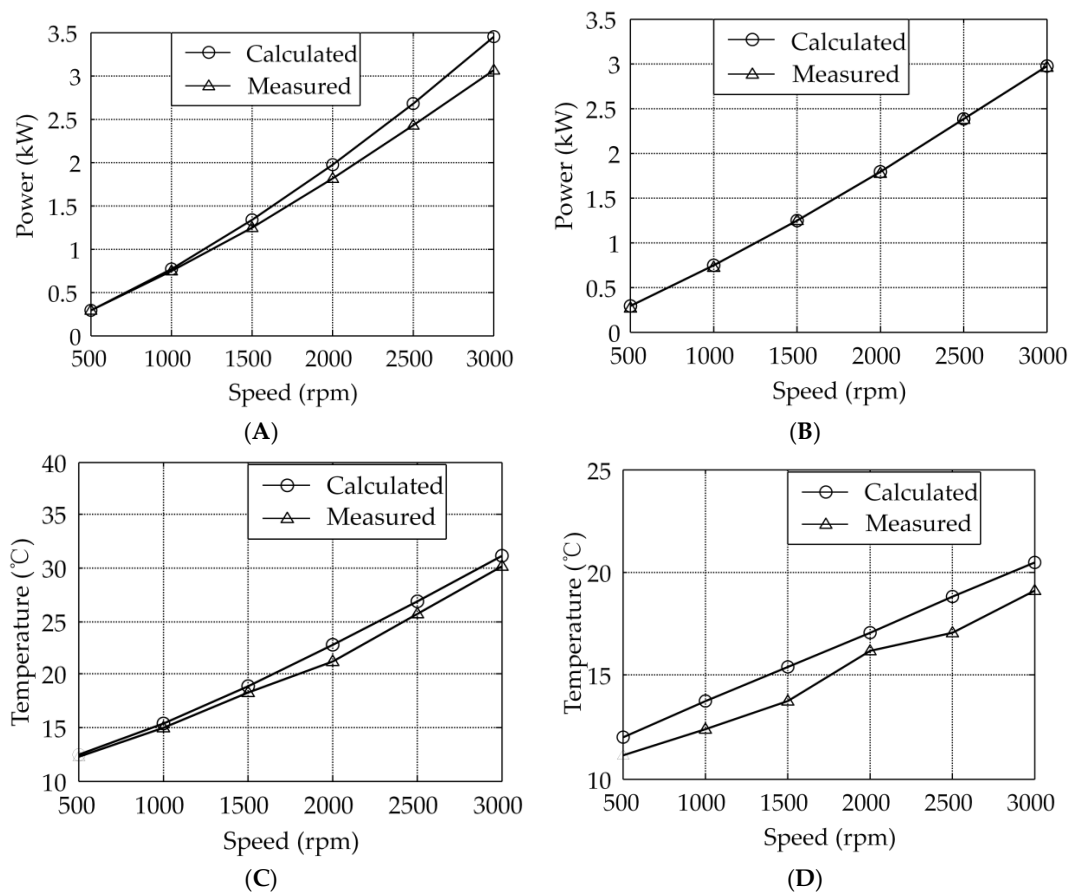 3.5
3
2.5
2
1.5
1
0.5
0
Power (kW)
Calculated
Measured
500 1000 1500 2000 2500 3000
Speed (rpm)
(A)
3.5
3
2.5
2
1.5
1
0.5
0
Power (kW)
Calculated
Measured
500 1000 1500 2000 2500 3000
Speed (rpm)
(B)
40
35
30
25
20
15
10
Temperature (℃)
Calculated
Measured
500 1000 1500 2000 2500 3000
Speed (rpm)
(C)
25
20
15
10
Temperature (℃)
Calculated
Measured
500 1000 1500 2000 2500 3000
Speed (rpm)
(D)